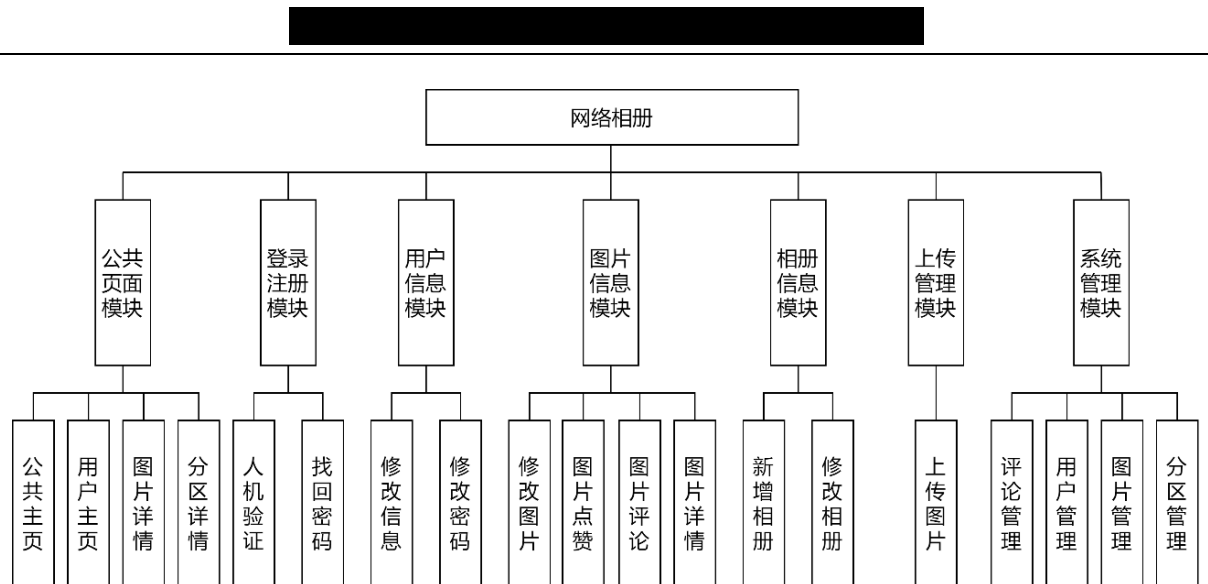 网络相册
公共
页面
模块
登录
注册
模块
用户
信息
模块
图片
信息
模块
相册
信息
模块
上传
管理
模块
系统
管理
模块
公共主页
用户主页
图片详情
分区详情
人机验证
找回密码
修改信息
修改密码
修改图片
图片点赞
图片评论
图片详情
新增相册
修改相册
上传图片
评论管理
用户管理
图片管理
分区管理